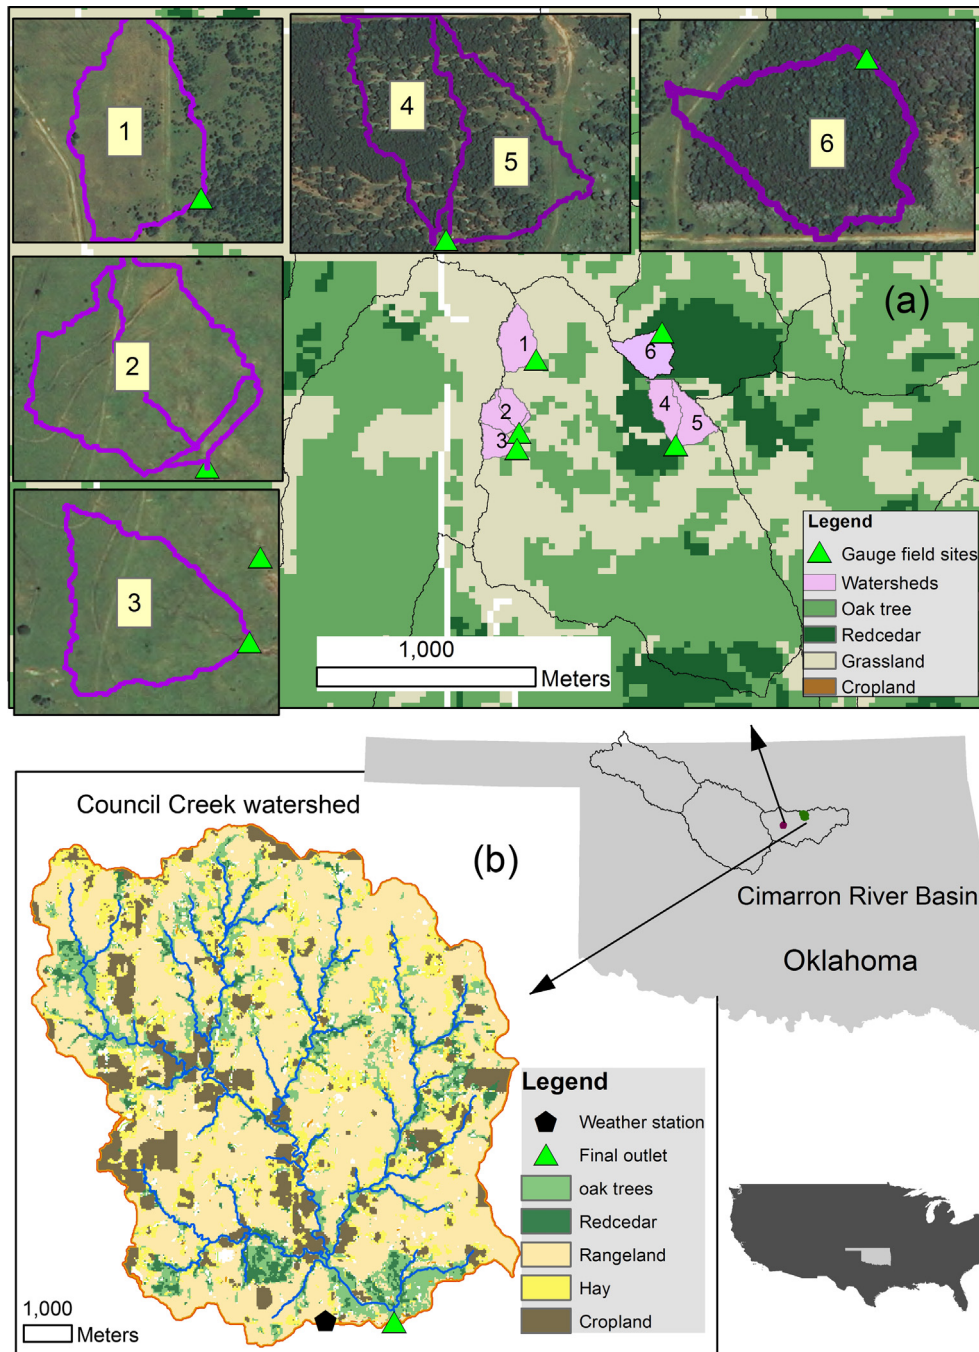 1
4
5
6
2
3
(a)
1
6
2
4
5
3
Legend
Gauge field sites
Watersheds
Oak tree
Redcedar
Grassland
Cropland
1,000
Meters
Council Creek watershed
(b)
Cimarron River Basin
Oklahoma
Legend
Weather station
Final outlet
oak trees
Redcedar
Rangeland
Hay
Cropland
1,000
Meters